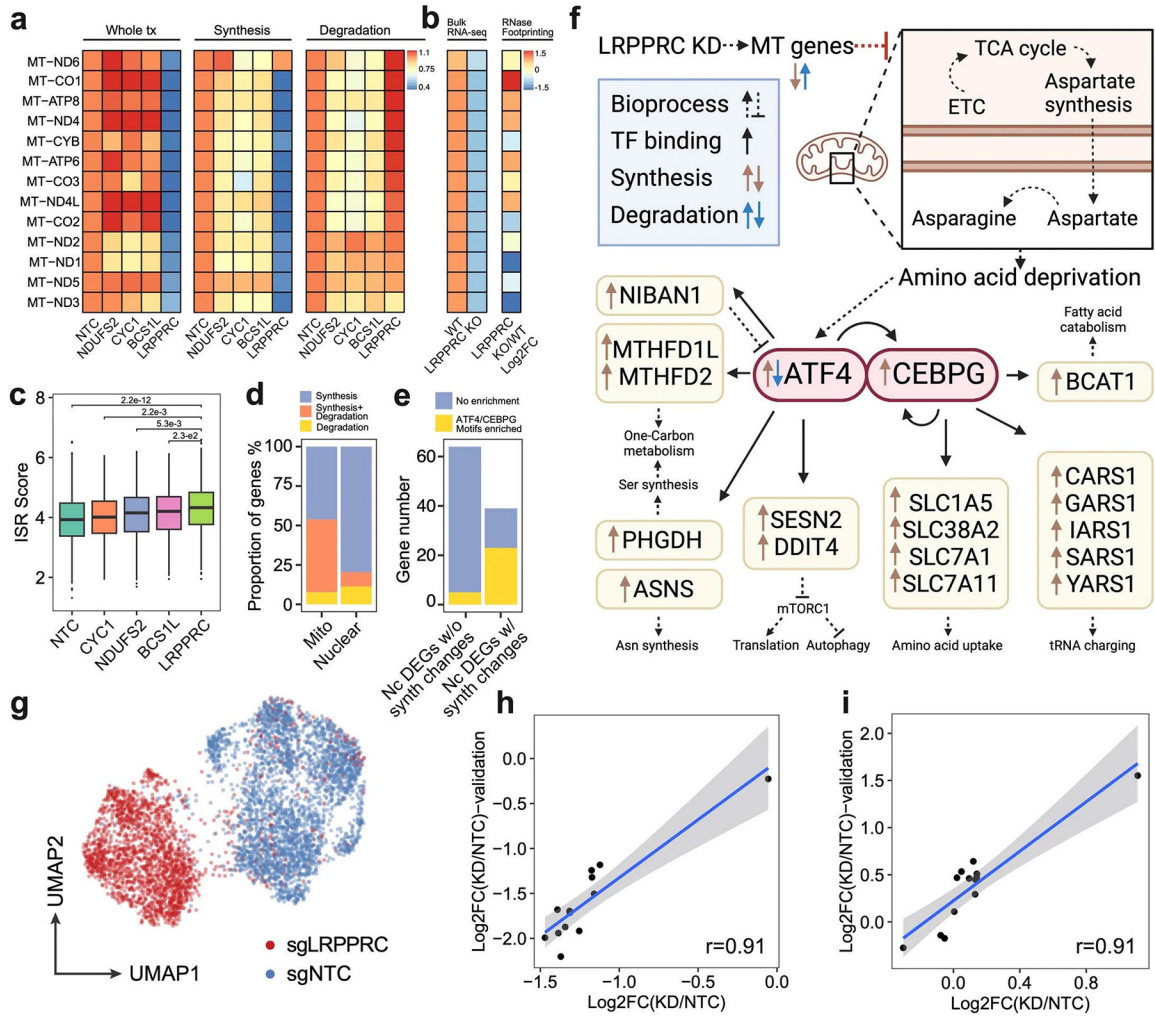 a
Whole tx
Synthesis
Degradation
MT−ND6
MT−CO1
MT−ATP8
MT−ND4
MT−CYB
MT−ATP6
MT−CO3
MT−ND4L
MT−CO2
MT−ND2
MT−ND1
MT−ND5
MT−ND3
1.1
0.75
0.4
NTC
NDUFS2
CYC1
BCS1L
LRPPRC
NTC
NDUFS2
CYC1
BCS1L
LRPPRC
NTC
NDUFS2
CYC1
BCS1L
LRPPRC
b
Bulk
RNA-seq
RNase
Footprinting
1.5
0
-1.5
WT
LRPPRC KO
LRPPRC
KO/WT
Log2FC
c
ISR Score
8
6
4
2
2.2e-12
2.2e-3
5.3e-3
2.3-e2
NTC
CYC1
NDUFS2
BCS1L
LRPPRC
d
Synthesis
Synthesis+
Degradation
Degradation
Proportion of genes %
100
75
50
25
0
Mito
Nuclear
e
No enrichment
ATF4/CEBPG
Motifs enriched
Gene number
60
40
20
0
Nc DEGs w/o
synth changes
Nc DEGs w/
synth changes
f
LRPPRC KD
MT genes
Bioprocess
TF binding
Synthesis
Degradation
TCA cycle
ETC
Aspartate
synthesis
Asparagine
Aspartate
Amino acid deprivation
NIBAN1
MTHFD1L
MTHFD2
ATF4
CEBPG
Fatty acid
catabolism
BCAT1
One-Carbon
metabolism
Ser synthesis
PHGDH
ASNS
Asn synthesis
SESN2
DDIT4
mTORC1
Translation
Autophagy
SLC1A5
SLC38A2
SLC7A1
SLC7A11
Amino acid uptake
CARS1
GARS1
IARS1
SARS1
YARS1
tRNA charging
g
UMAP2
UMAP1
sgLRPPRC
sgNTC
h
Log2FC(KD/NTC)−validation
0.0
−0.5
−1.0
−1.5
−2.0
r=0.91
−1.5
−1.0
−0.5
0.0
Log2FC(KD/NTC)
i
Log2FC(KD/NTC)−validation
2.0
1.5
1.0
0.5
0.0
r=0.91
0.0
0.4
0.8
Log2FC(KD/NTC)